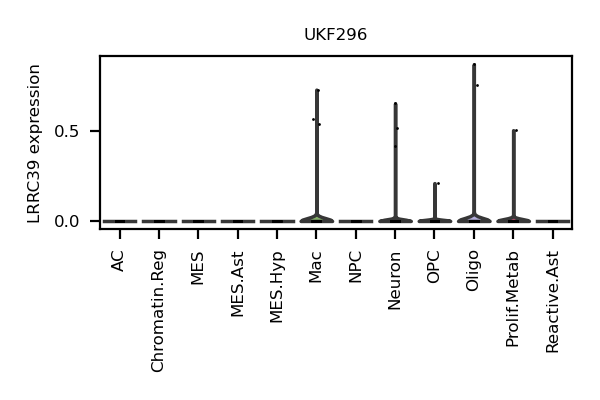 UKF296
LRRC39 expression
0.5
0.0
AC
Chromatin.Reg
MES
MES.Ast
MES.Hyp
Mac
NPC
Neuron
OPC
Oligo
Prolif.Metab
Reactive.Ast